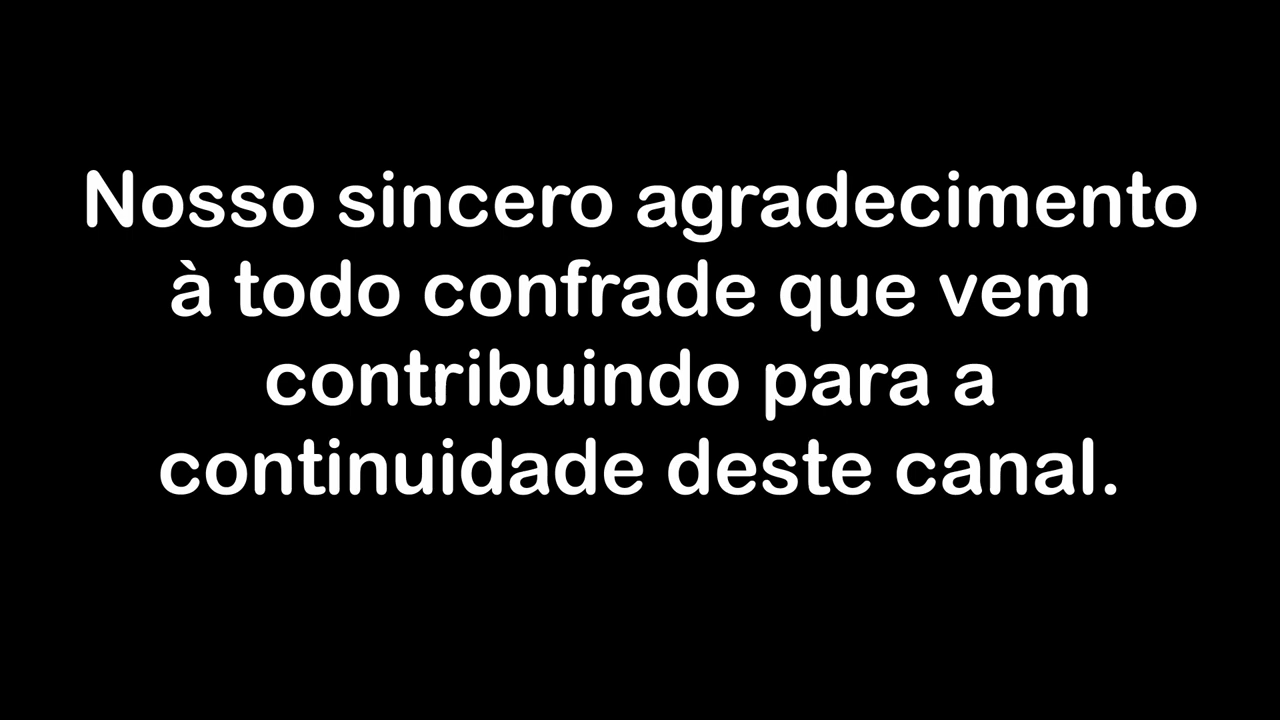 Nosso sincero agradecimento
à todo confrade que vem
contribuindo para a
continuidade deste canal.